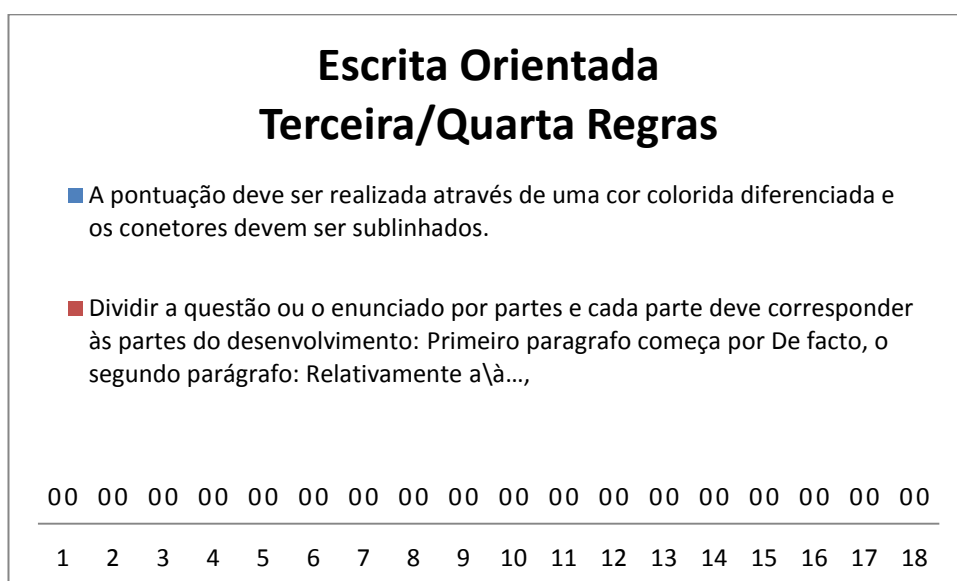 Escrita Orientada
Terceira/Quarta Regras
A pontuação deve ser realizada através de uma cor colorida diferenciada e
os conetores devem ser sublinhados.
Dividir a questão ou o enunciado por partes e cada parte deve corresponder
às partes do desenvolvimento: Primeiro paragrafo começa por De facto, o
segundo parágrafo: Relativamente a\à...,
00 00 00 00 00 00 00 00 00 00 00 00 00 00 00 00 00 00
1 2 3 4 5 6 7 8 9 10 11 12 13 14 15 16 17 18